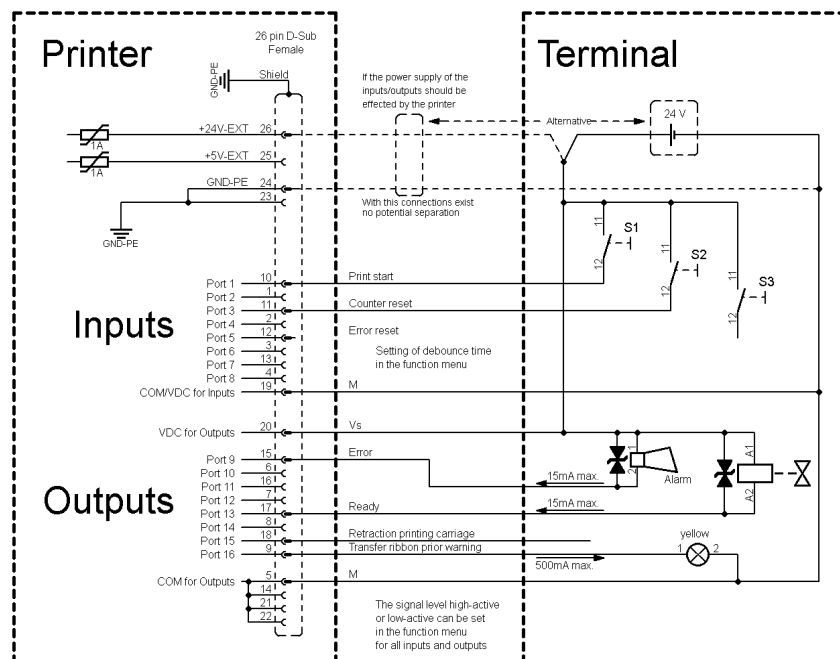 Printer
26 pin D-Sub
Female
Terminal
GND-PE
Shield
If the power supply of the
inputs/outputs should be
effected by the printer
Alternative
24 V
+24V-EXT 26
1A
+5V-EXT 25
1A
GND-PE 24
23
GND-PE
With this connections exist
no potential separation
11
S1
12
11
S2
12
11
S3
12
Inputs
Port 1 10 Print start
Port 2 1
Port 3 11 Counter reset
Port 4 2
Port 5 12 Error reset
Port 6 3
Port 7 13
Port 8 4
Setting of debounce time
in the function menu
COM/VDC for Inputs 19 M
VDC for Outputs 20 Vs
Outputs
Port 9 15 Error
Port 10 6
Port 11 16
Port 12 7
Port 13 17 Ready
Port 14 8
Port 15 18 Retraction printing carriage
Port 16 9 Transfer ribbon prior warning
15mA max.
15mA max.
500mA max.
1
2
Alarm
A1
A2
yellow
1 2
COM for Outputs 5 M
14
21
22
The signal level high-active
or low-active can be set
in the function menu
for all inputs and outputs